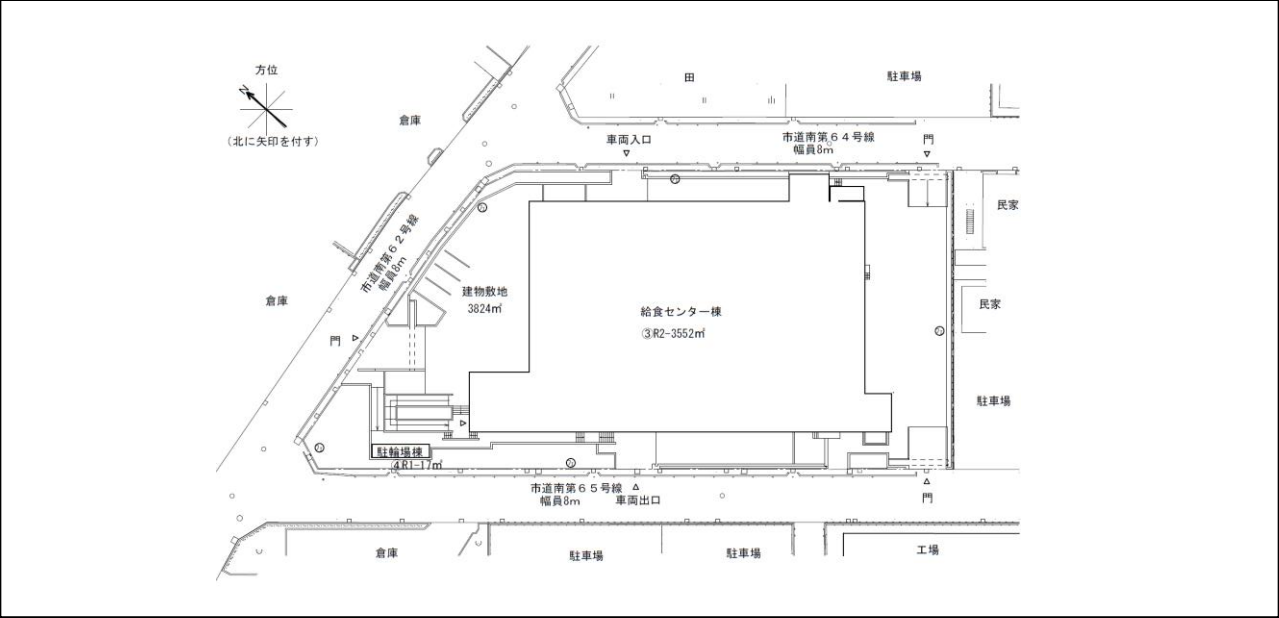 方位
N
(北に矢印を付す)
倉庫
田
駐車場
車両入口
市道南第64号線
幅員8m
門
民家
市道南第62号線
幅員8m
倉庫
建物敷地
3824㎡
給食センター棟
③R2-3552㎡
民家
門
駐車場
駐輪場棟
④R1-17㎡
市道南第65号線
幅員8m
車両出口
門
倉庫
駐車場
駐車場
工場